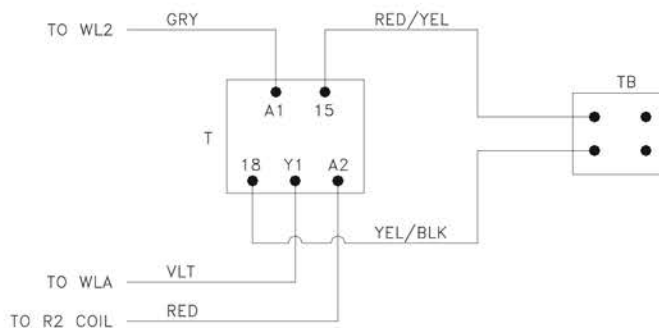 TO WL2
GRY
RED/YEL
TB
A1
15
T
18
Y1
A2
YEL/BLK
TO WLA
VLT
TO R2 COIL
RED